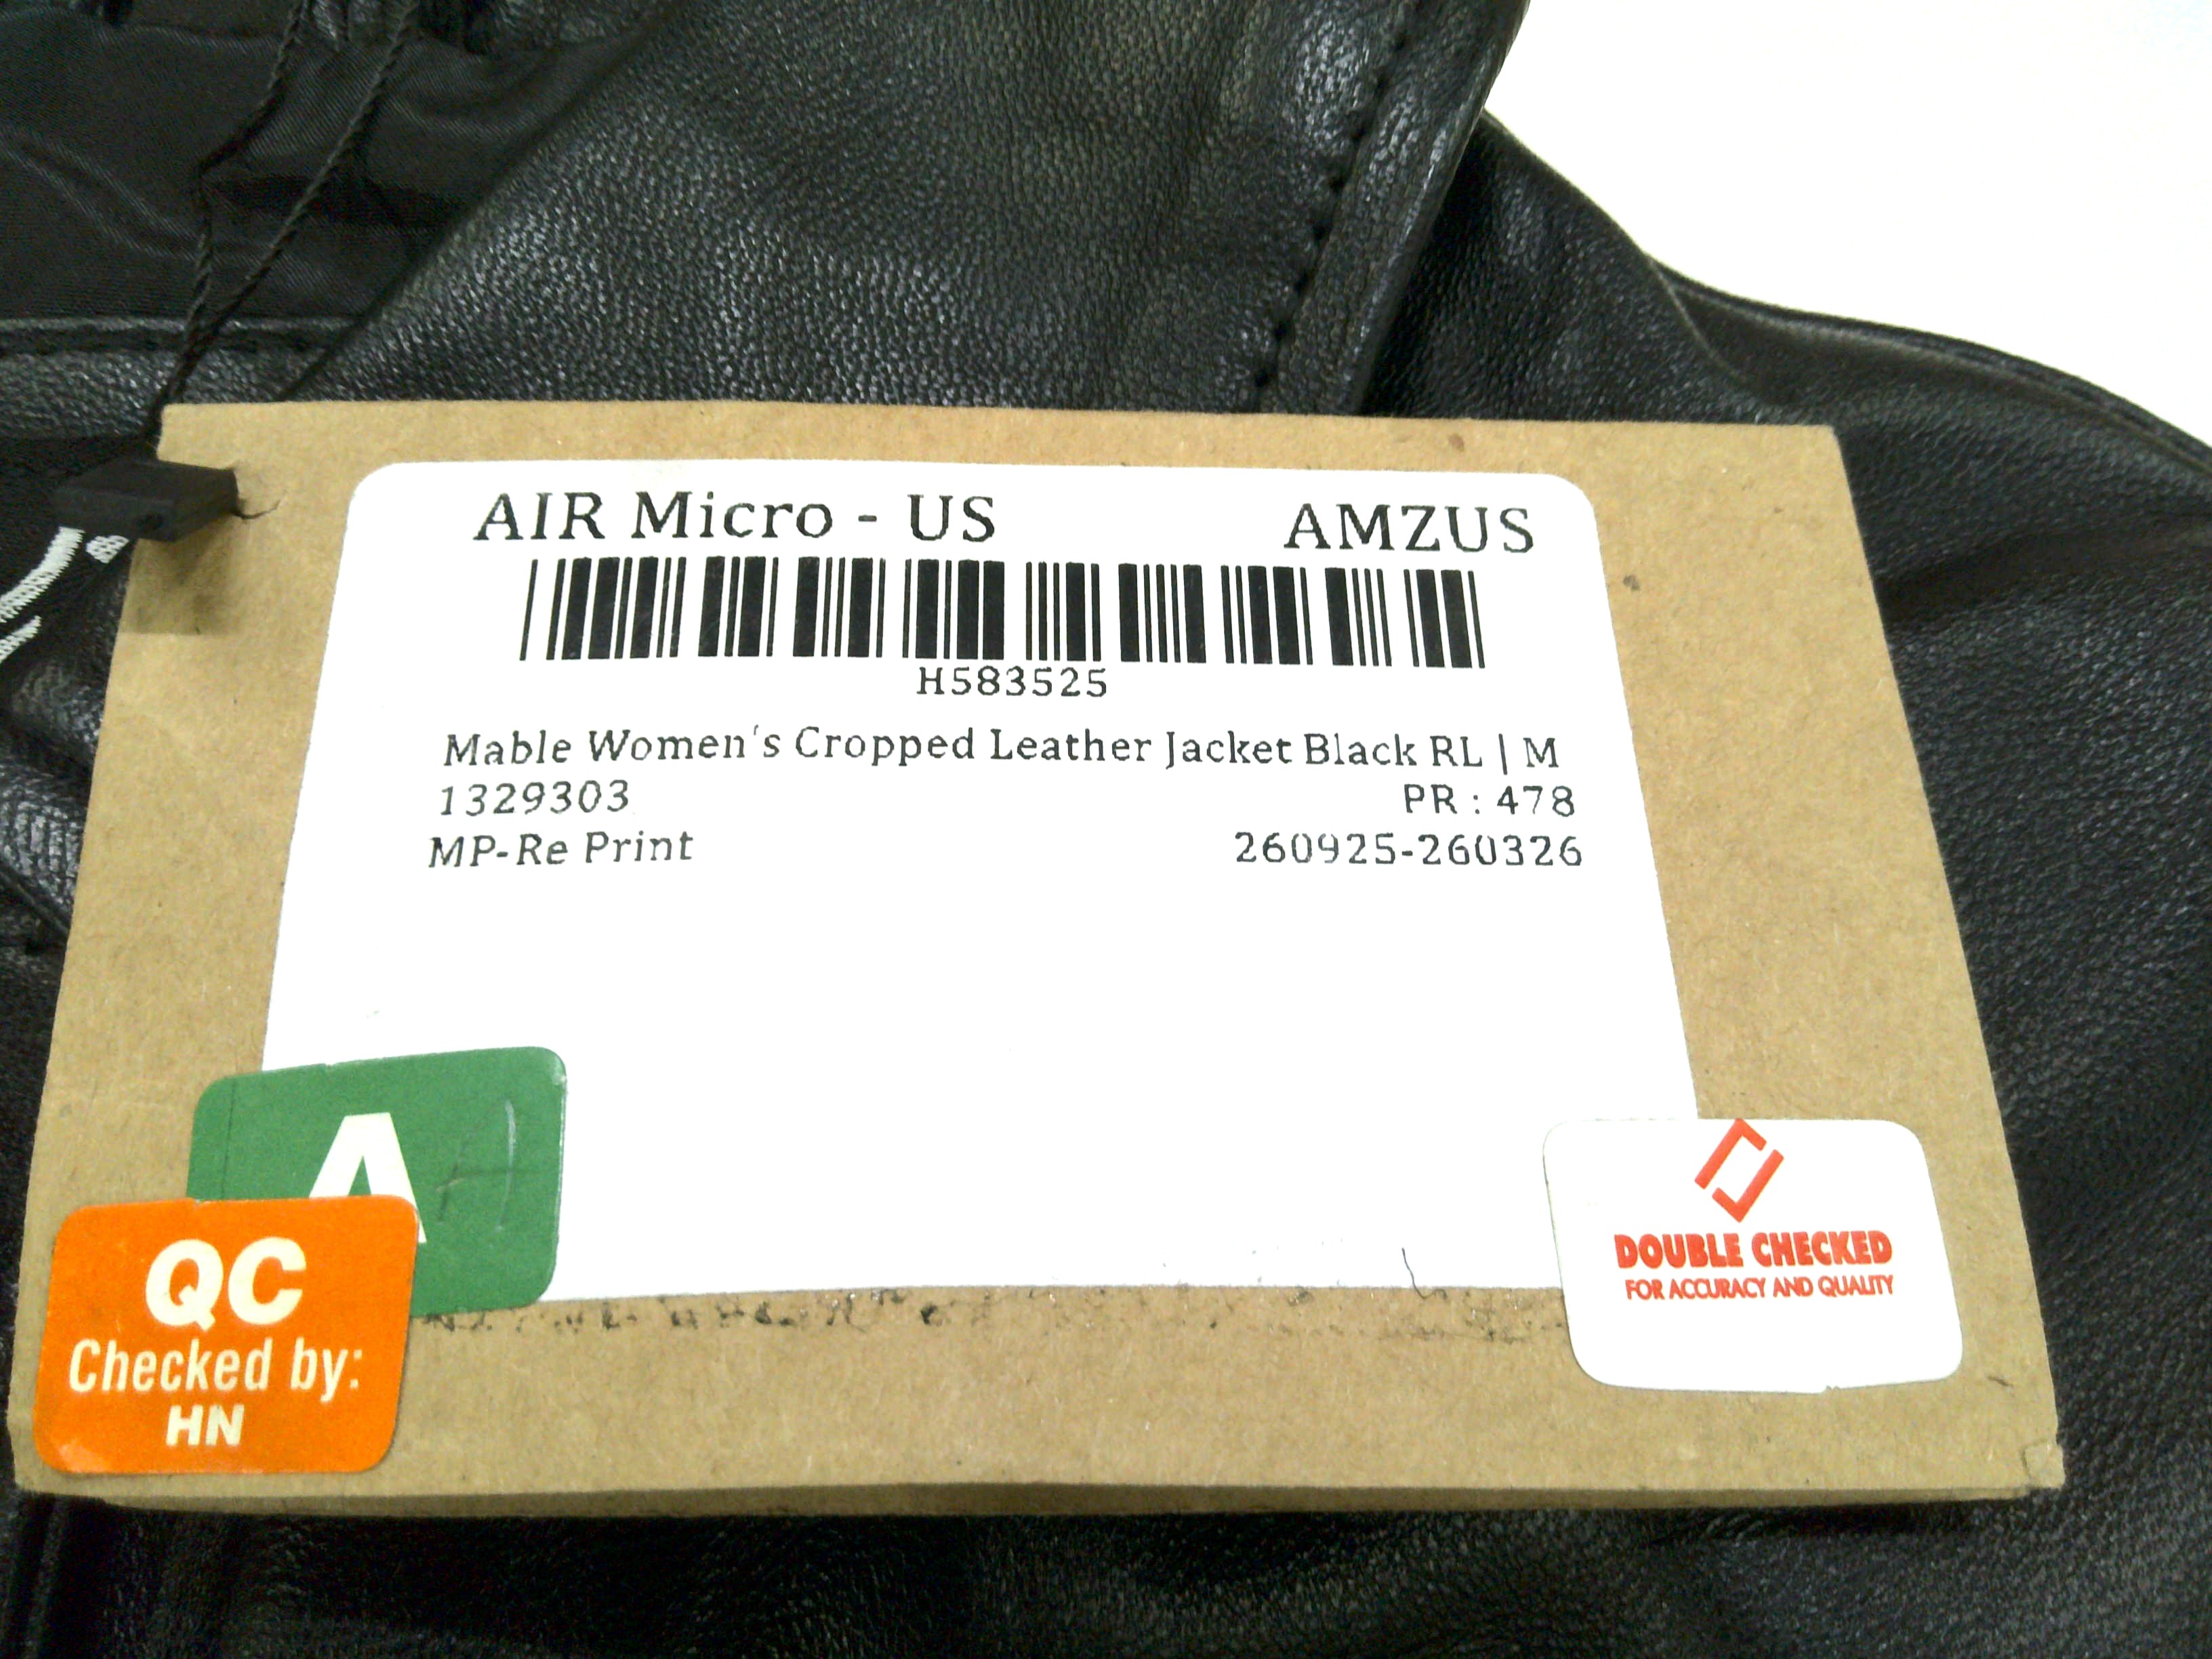 AIR Micro - US AMZUS
H583525
Mable Women's Cropped Leather Jacket Black RL | M
1329303 PR : 478
MP-Re Print 260925-260326
A
QC
Checked by:
HN
DOUBLE CHECKED
FOR ACCURACY AND QUALITY